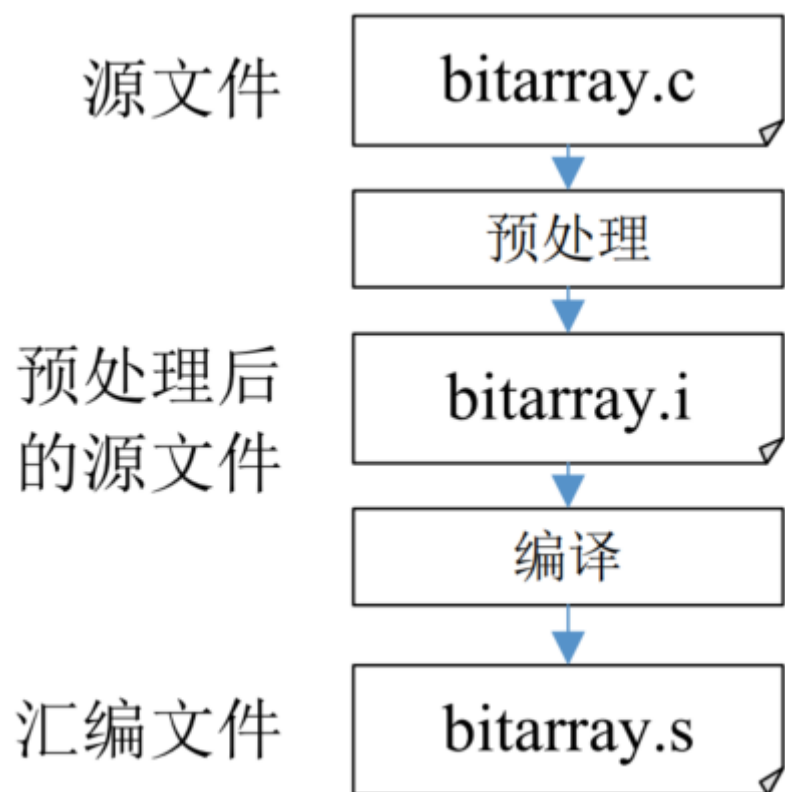 源文件
bitarray.c
预处理
预处理后
的源文件
bitarray.i
编译
汇编文件
bitarray.s